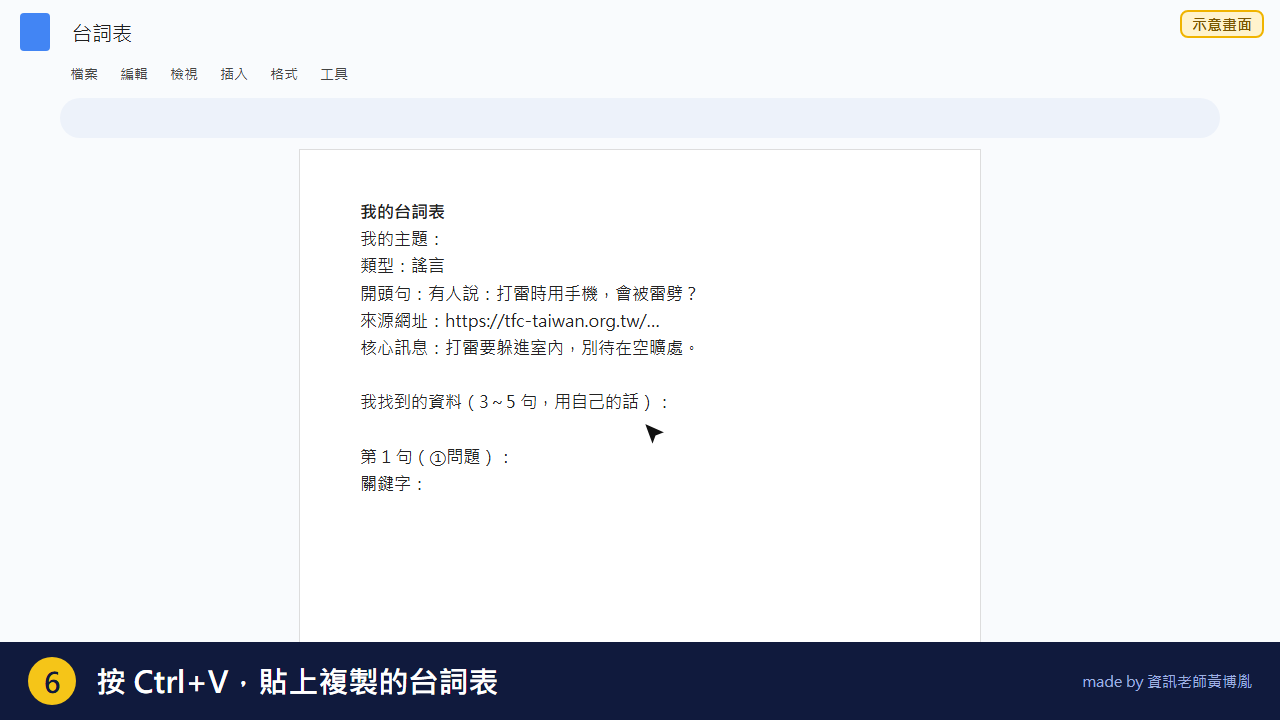 台詞表
示意畫面
檔案 編輯 檢視 插入 格式 工具
我的台詞表
我的主題：
類型：謠言
開頭句：有人說：打雷時用手機，會被雷劈？
來源網址：https://tfc-taiwan.org.tw/...
核心訊息：打雷要躲進室內，別待在空曠處。
我找到的資料（3～5 句，用自己的話）：
第 1 句（①問題）：
關鍵字：
6 按 Ctrl+V，貼上複製的台詞表
made by 資訊老師黃博胤